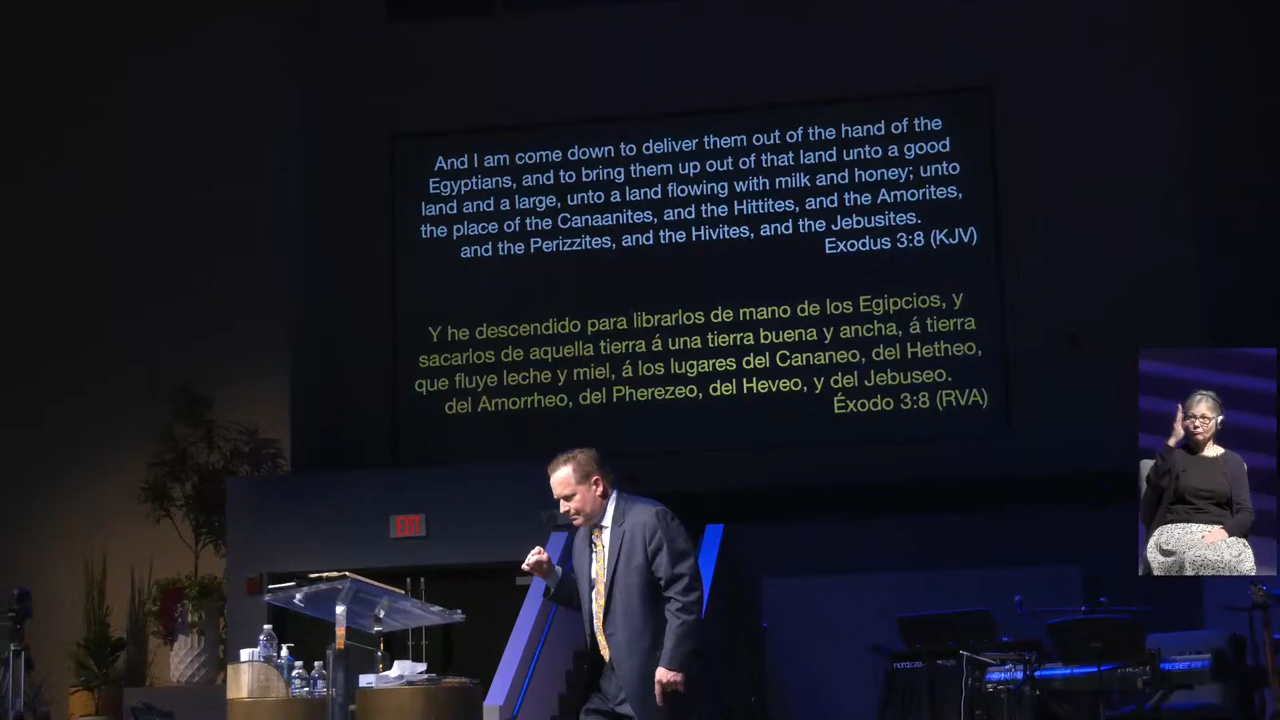 And I am come down to deliver them out of the hand of the
Egyptians, and to bring them up out of that land unto a good
land and a large, unto a land flowing with milk and honey; unto
the place of the Canaanites, and the Hittites, and the Amorites,
and the Perizzites, and the Hivites, and the Jebusites.
Exodus 3:8 (KJV)
Y he descendido para librarlos de mano de los Egipcios, y
sacarlos de aquella tierra á una tierra buena y ancha, á tierra
que fluye leche y miel, á los lugares del Cananeo, del Hetheo,
del Amorrheo, del Pherezeo, del Heveo, y del Jebuseo.
Éxodo 3:8 (RVA)
EXIT
nord